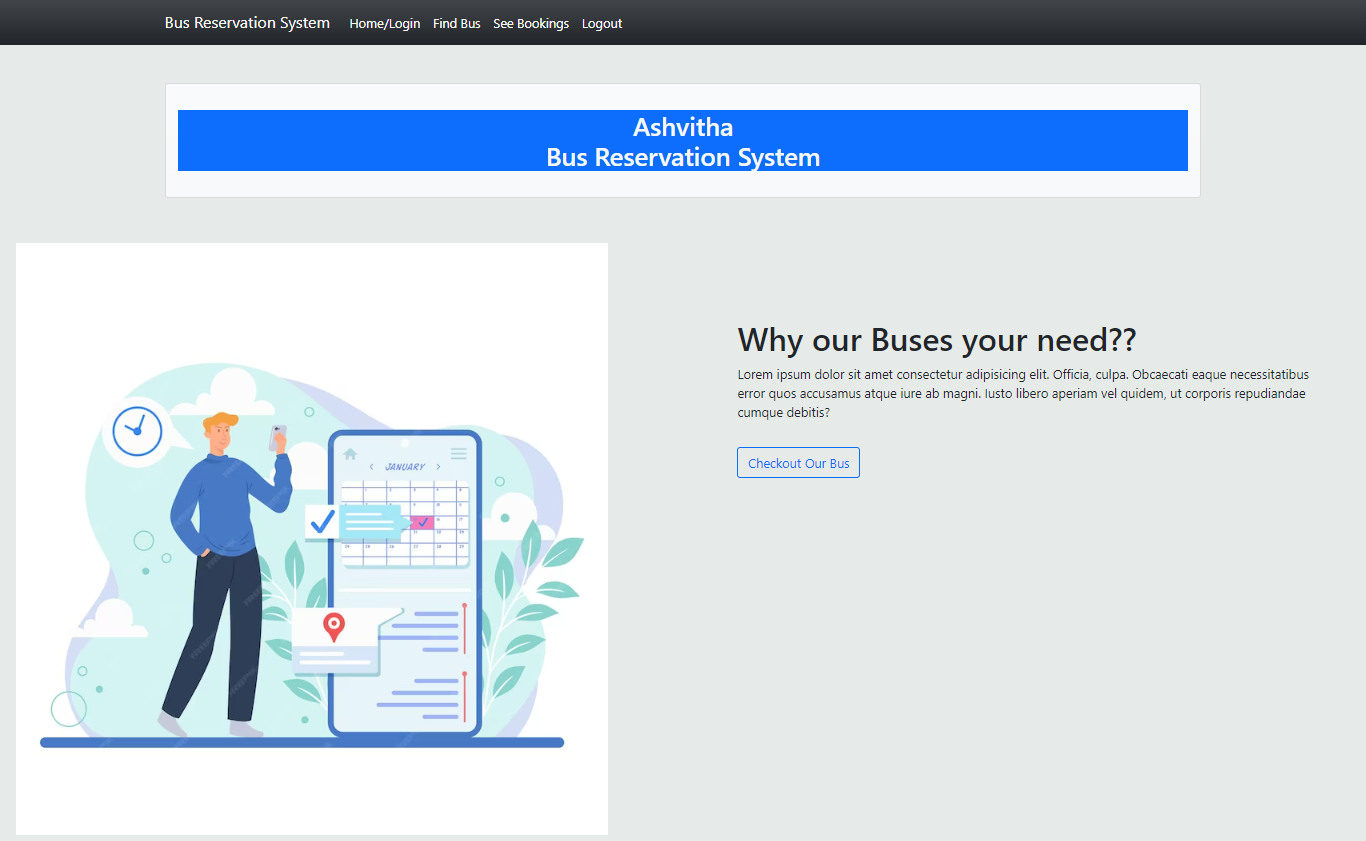 Bus Reservation System Home/Login Find Bus See Bookings Logout
Ashvitha
Bus Reservation System
Why our Buses your need??
Lorem ipsum dolor sit amet consectetur adipisicing elit. Officia, culpa. Obcaecati eaque necessitatibus
error quos accusamus atque iure ab magni. Iusto libero aperiam vel quidem, ut corporis repudiandae
cumque debitis?
Checkout Our Bus
< JANUARY >